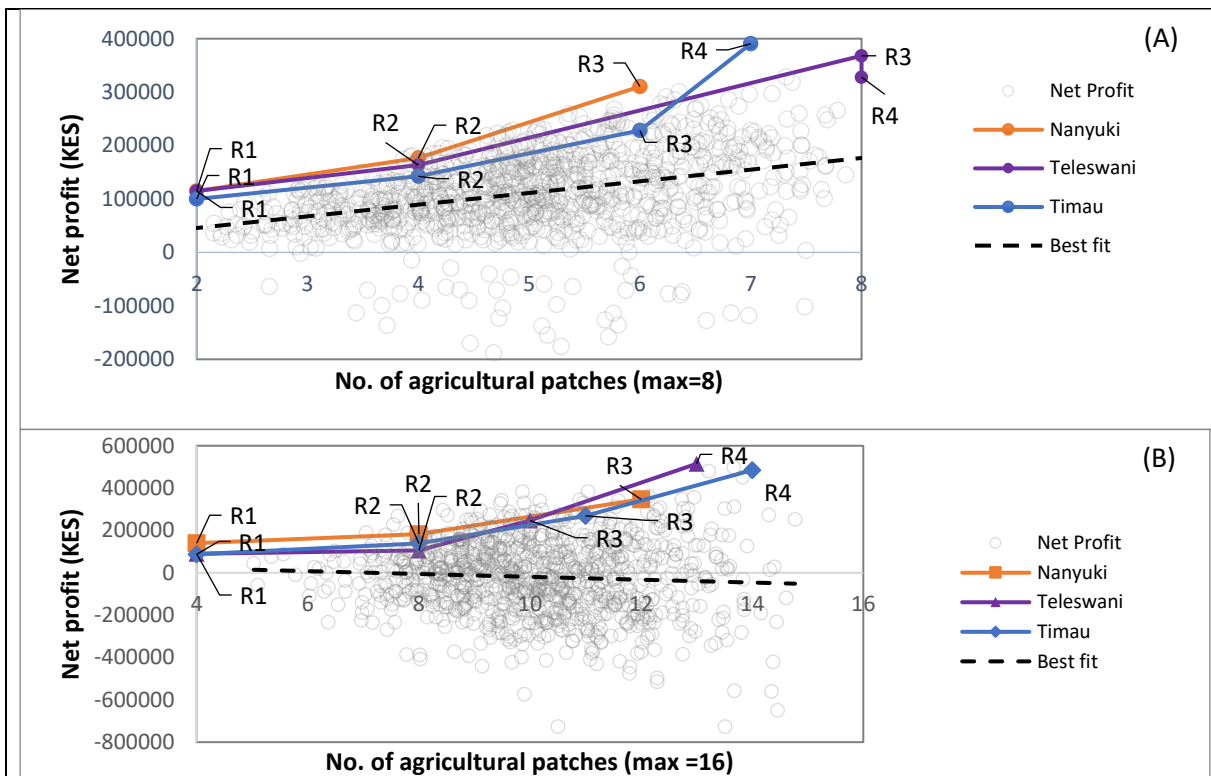 (A)
400000
300000
200000
100000
0
-100000
-200000
Net profit (KES)
2 3 4 5 6 7 8
No. of agricultural patches (max=8)
R1
R1
R1
R2
R2
R2
R3
R3
R4
R3
R4
Net Profit
Nanyuki
Teleswani
Timau
Best fit
(B)
600000
400000
200000
0
-200000
-400000
-600000
-800000
Net profit (KES)
4 6 8 10 12 14 16
No. of agricultural patches (max =16)
R1
R1
R1
R2
R2
R2
R3
R3
R3
R4
R4
Net Profit
Nanyuki
Teleswani
Timau
Best fit